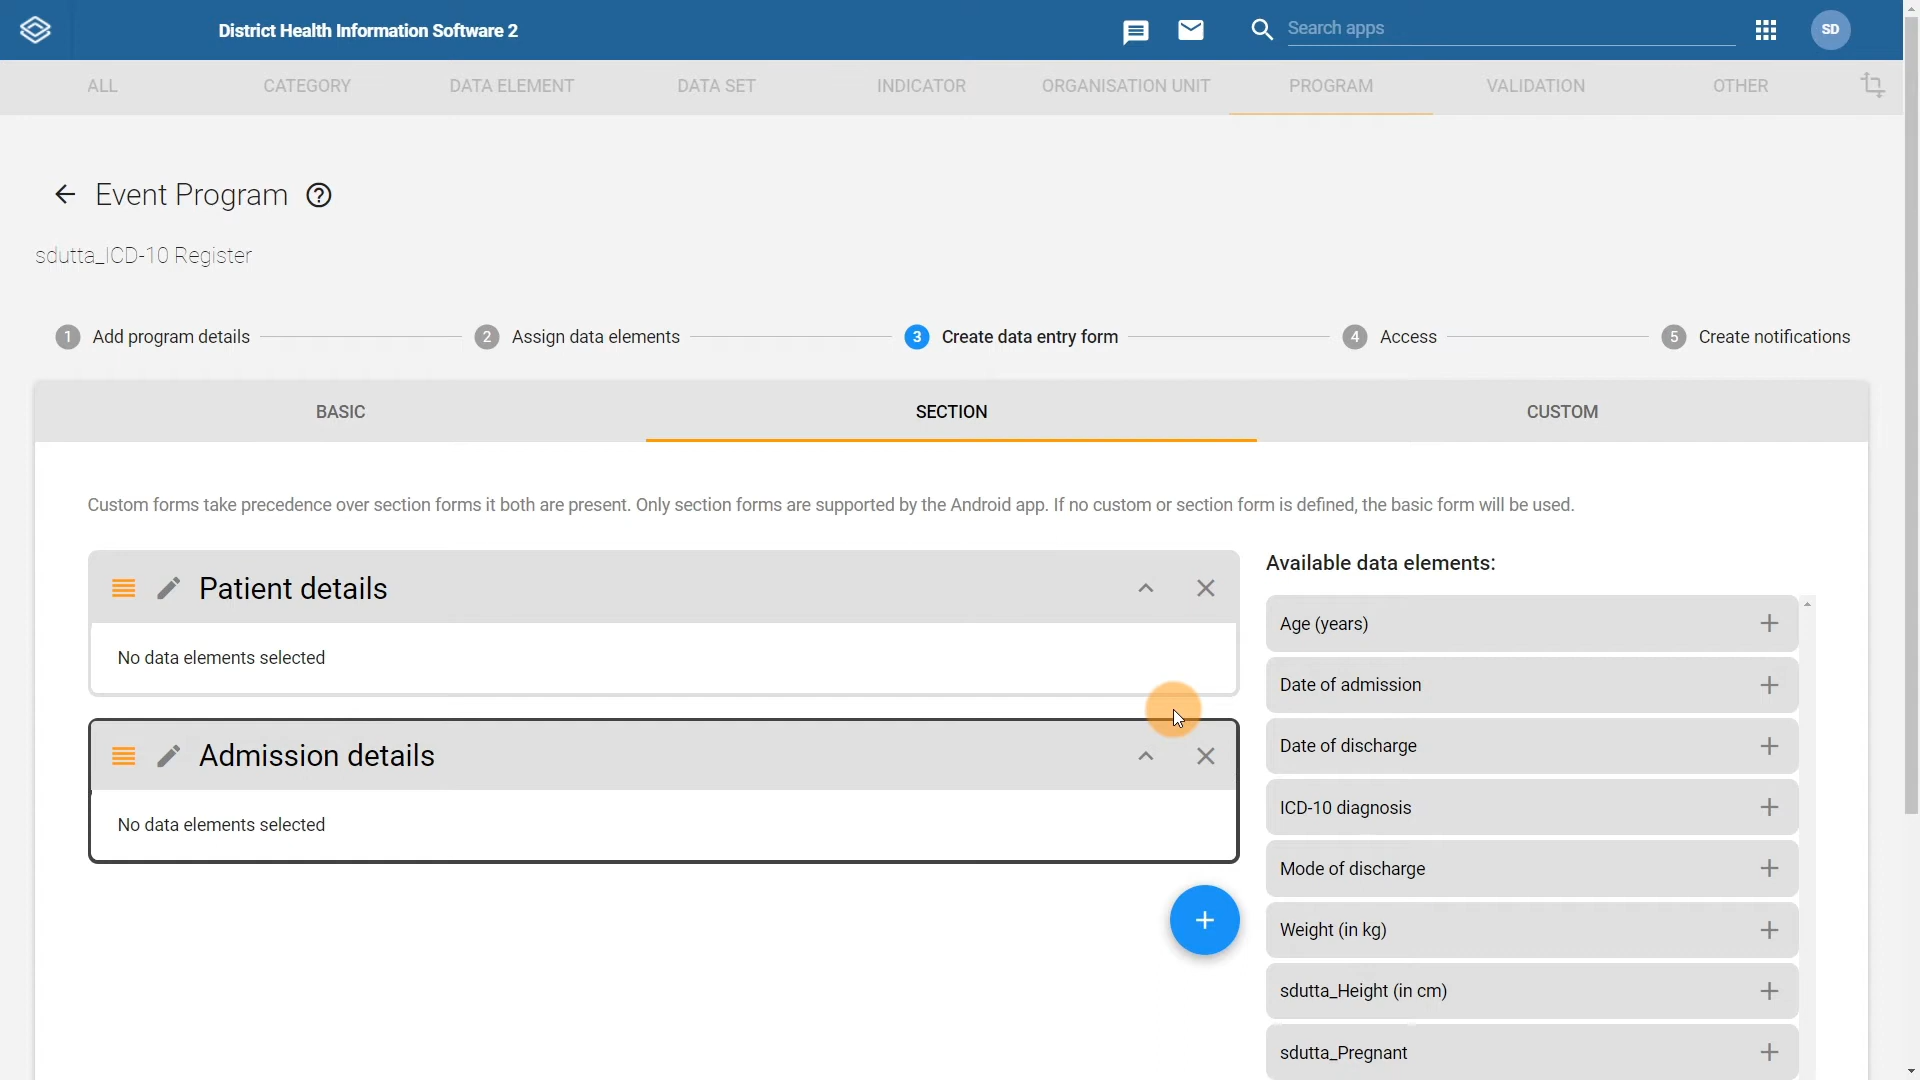 District Health Information Software 2
Search apps
SD
ALL
CATEGORY
DATA ELEMENT
DATA SET
INDICATOR
ORGANISATION UNIT
PROGRAM
VALIDATION
OTHER
Event Program
sdutta_ICD-10 Register
1 Add program details
2 Assign data elements
3 Create data entry form
4 Access
5 Create notifications
BASIC
SECTION
CUSTOM
Custom forms take precedence over section forms it both are present. Only section forms are supported by the Android app. If no custom or section form is defined, the basic form will be used.
Patient details
No data elements selected
Admission details
No data elements selected
Available data elements:
Age (years)
Date of admission
Date of discharge
ICD-10 diagnosis
Mode of discharge
Weight (in kg)
sdutta_Height (in cm)
sdutta_Pregnant